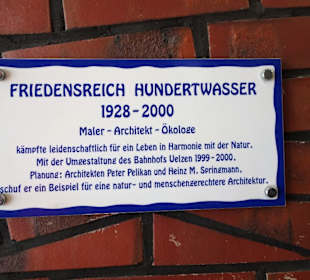 FRIEDENSREICH HUNDERTWASSER
1928-2000
Maler - Architekt - Ökologe
kämpfte leidenschaftlich für ein Leben in Harmonie mit der Natur.
Mit der Umgestaltung des Bahnhofs Uelzen 1999-2000.
Planung: Architekten Peter Pelikan und Heinz M. Springmann,
schuf er ein Beispiel für eine natur- und menschengerechtere Architektur.